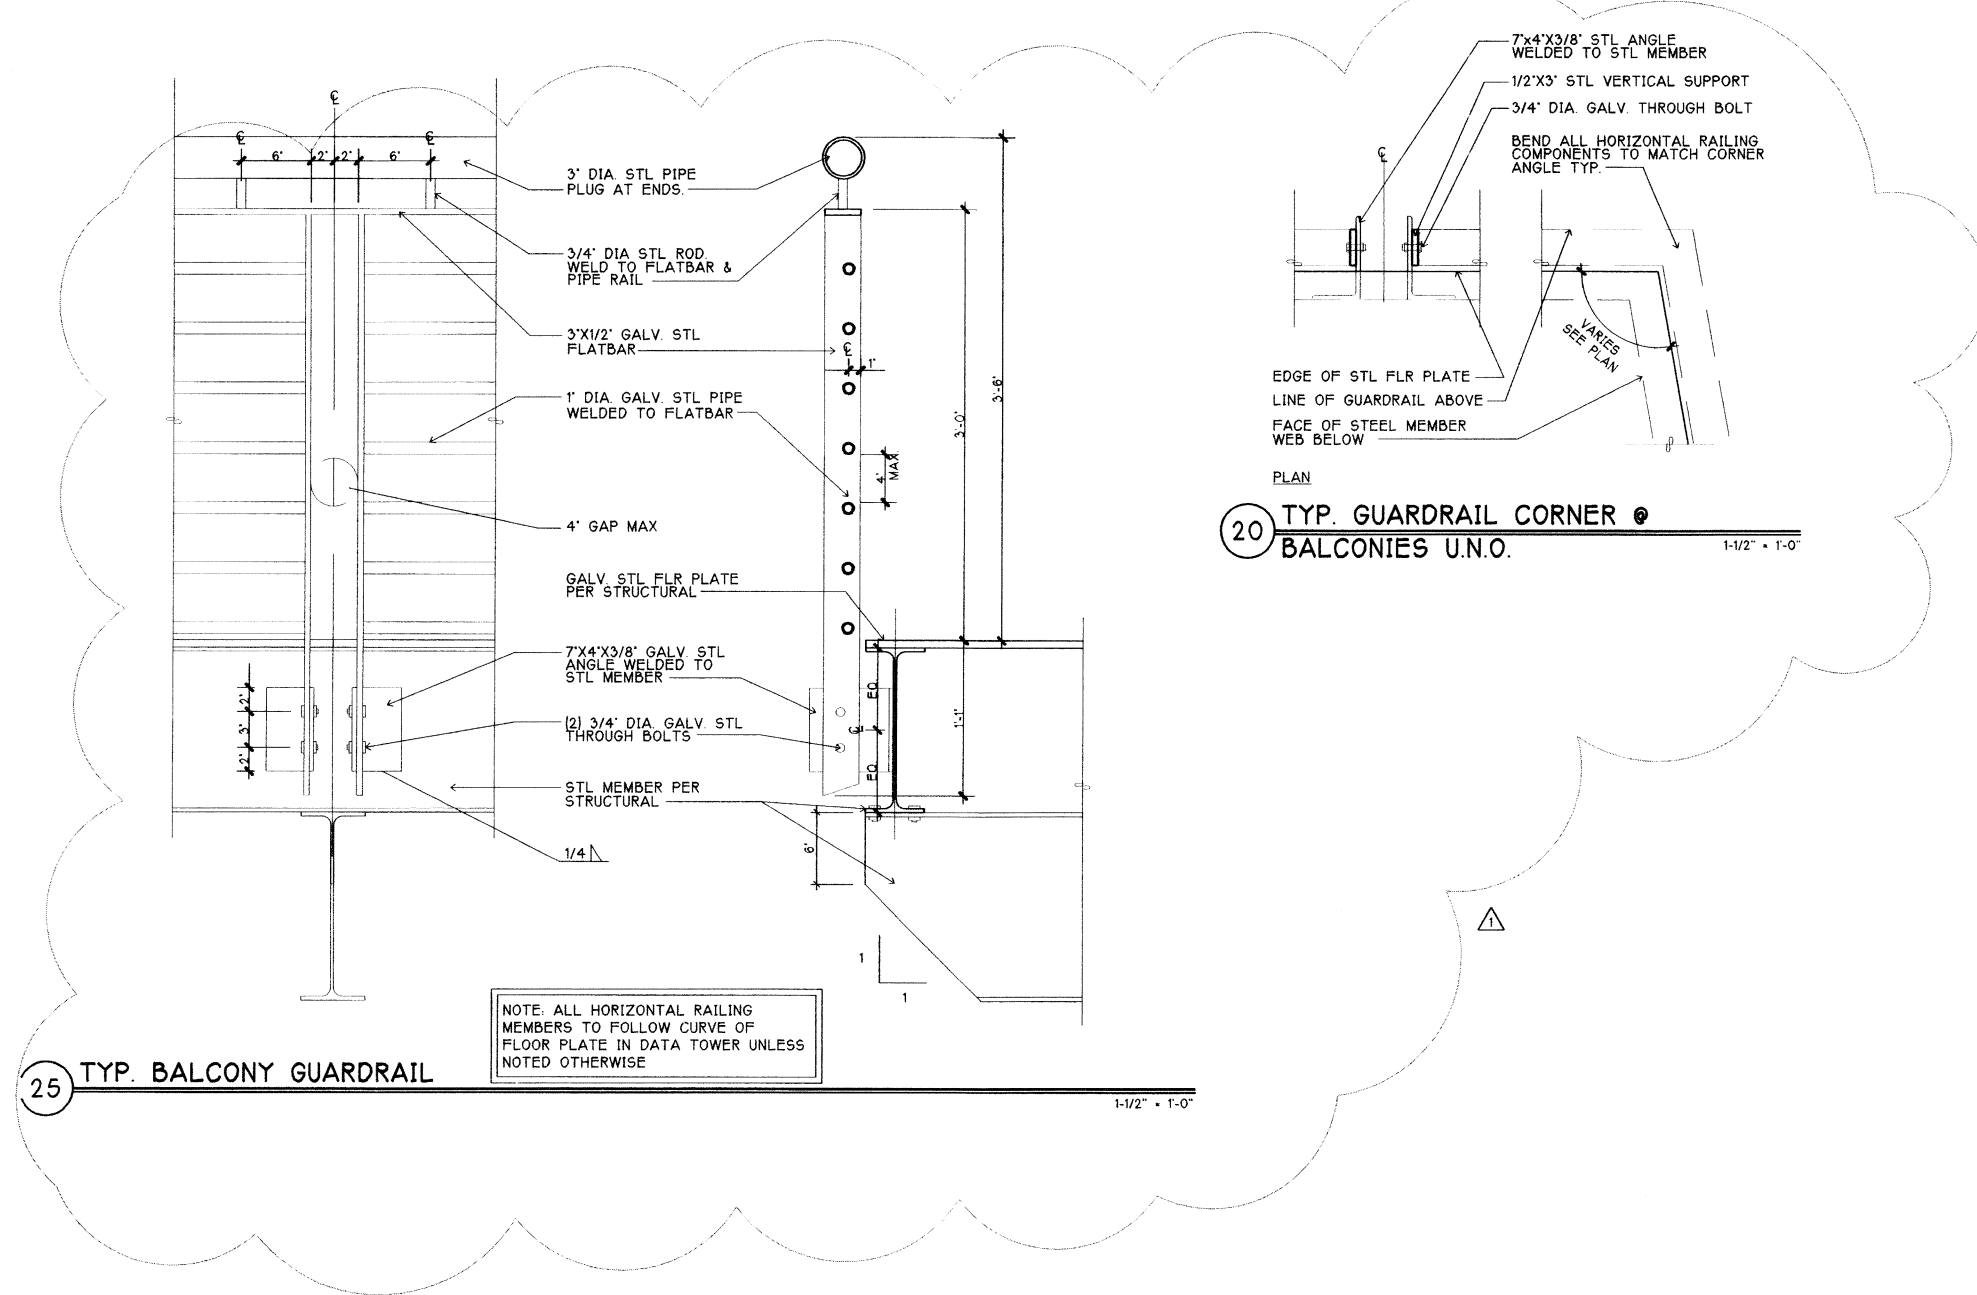 ℄
℄
℄
6"
2"
2"
6"
3" DIA. STL PIPE
PLUG AT ENDS.
3/4" DIA STL ROD.
WELD TO FLATBAR &
PIPE RAIL
3"X1/2" GALV. STL
FLATBAR
℄
1"
1" DIA. GALV. STL PIPE
WELDED TO FLATBAR
4"
MAX.
3'-0"
3'-6"
4" GAP MAX
GALV. STL FLR PLATE
PER STRUCTURAL
7"X4"X3/8" GALV. STL
ANGLE WELDED TO
STL MEMBER
2"
3"
2"
(2) 3/4" DIA. GALV. STL
THROUGH BOLTS
EQ.
℄
EQ.
1'-1"
STL MEMBER PER
STRUCTURAL
6"
1/4
1
1
NOTE: ALL HORIZONTAL RAILING
MEMBERS TO FOLLOW CURVE OF
FLOOR PLATE IN DATA TOWER UNLESS
NOTED OTHERWISE
25
TYP. BALCONY GUARDRAIL
1-1/2" = 1'-0"
7"x4"X3/8" STL ANGLE
WELDED TO STL MEMBER
1/2"X3" STL VERTICAL SUPPORT
3/4" DIA. GALV. THROUGH BOLT
BEND ALL HORIZONTAL RAILING
COMPONENTS TO MATCH CORNER
ANGLE TYP.
℄
VARIES
SEE PLAN
EDGE OF STL FLR PLATE
LINE OF GUARDRAIL ABOVE
FACE OF STEEL MEMBER
WEB BELOW
PLAN
20
TYP. GUARDRAIL CORNER @
BALCONIES U.N.O.
1-1/2" = 1'-0"
1